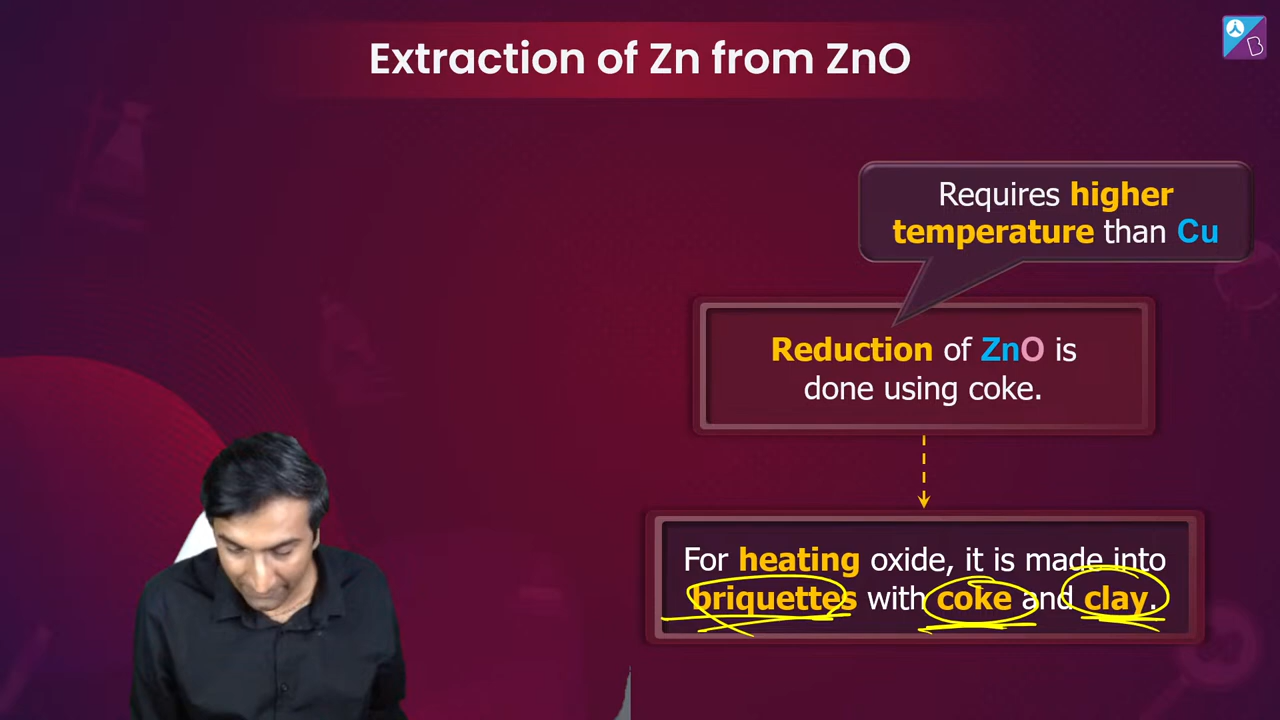 Extraction of Zn from ZnO
B
Requires higher
temperature than Cu
Reduction of ZnO is
done using coke.
For heating oxide, it is made into
briquettes with coke and clay.